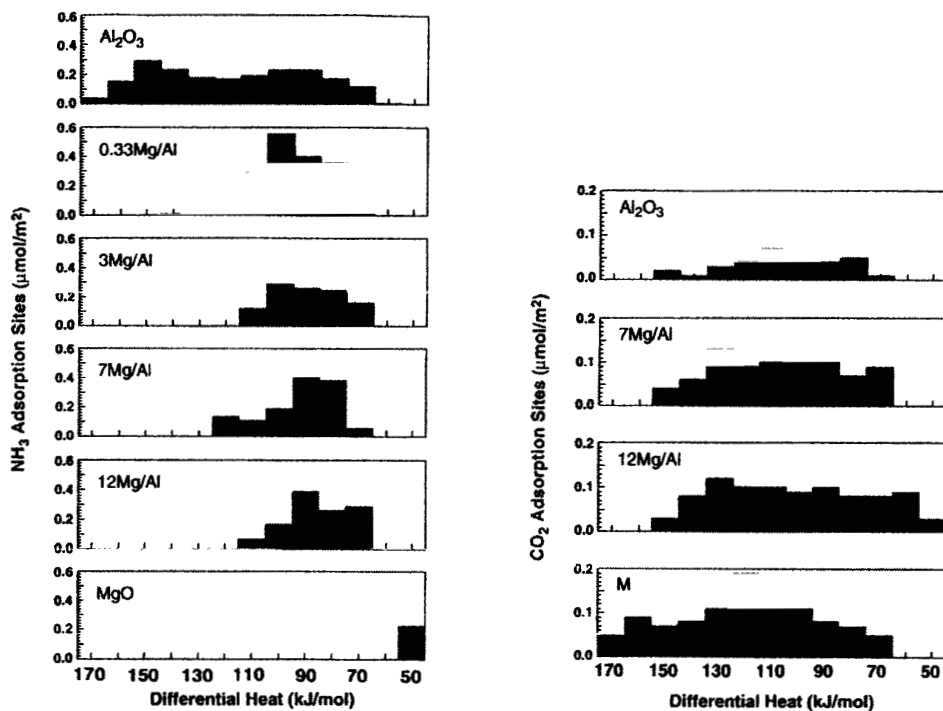 0.6
Al2O3
0.4
0.2
0.0
0.6
0.33Mg/Al
0.4
0.2
0.0
0.6
3Mg/Al
0.4
0.2
0.0
0.6
7Mg/Al
0.4
0.2
0.0
0.6
12Mg/Al
0.4
0.2
0.0
0.6
MgO
0.4
0.2
0.0
170 150 130 110 90 70 50
Differential Heat (kJ/mol)
NH3 Adsorption Sites (μmol/m²)
0.2
Al2O3
0.1
0.0
0.2
7Mg/Al
0.1
0.0
0.2
12Mg/Al
0.1
0.0
0.2
M
0.1
0.0
170 150 130 110 90 70 50
Differential Heat (kJ/mol)
CO2 Adsorption Sites (μmol/m²)